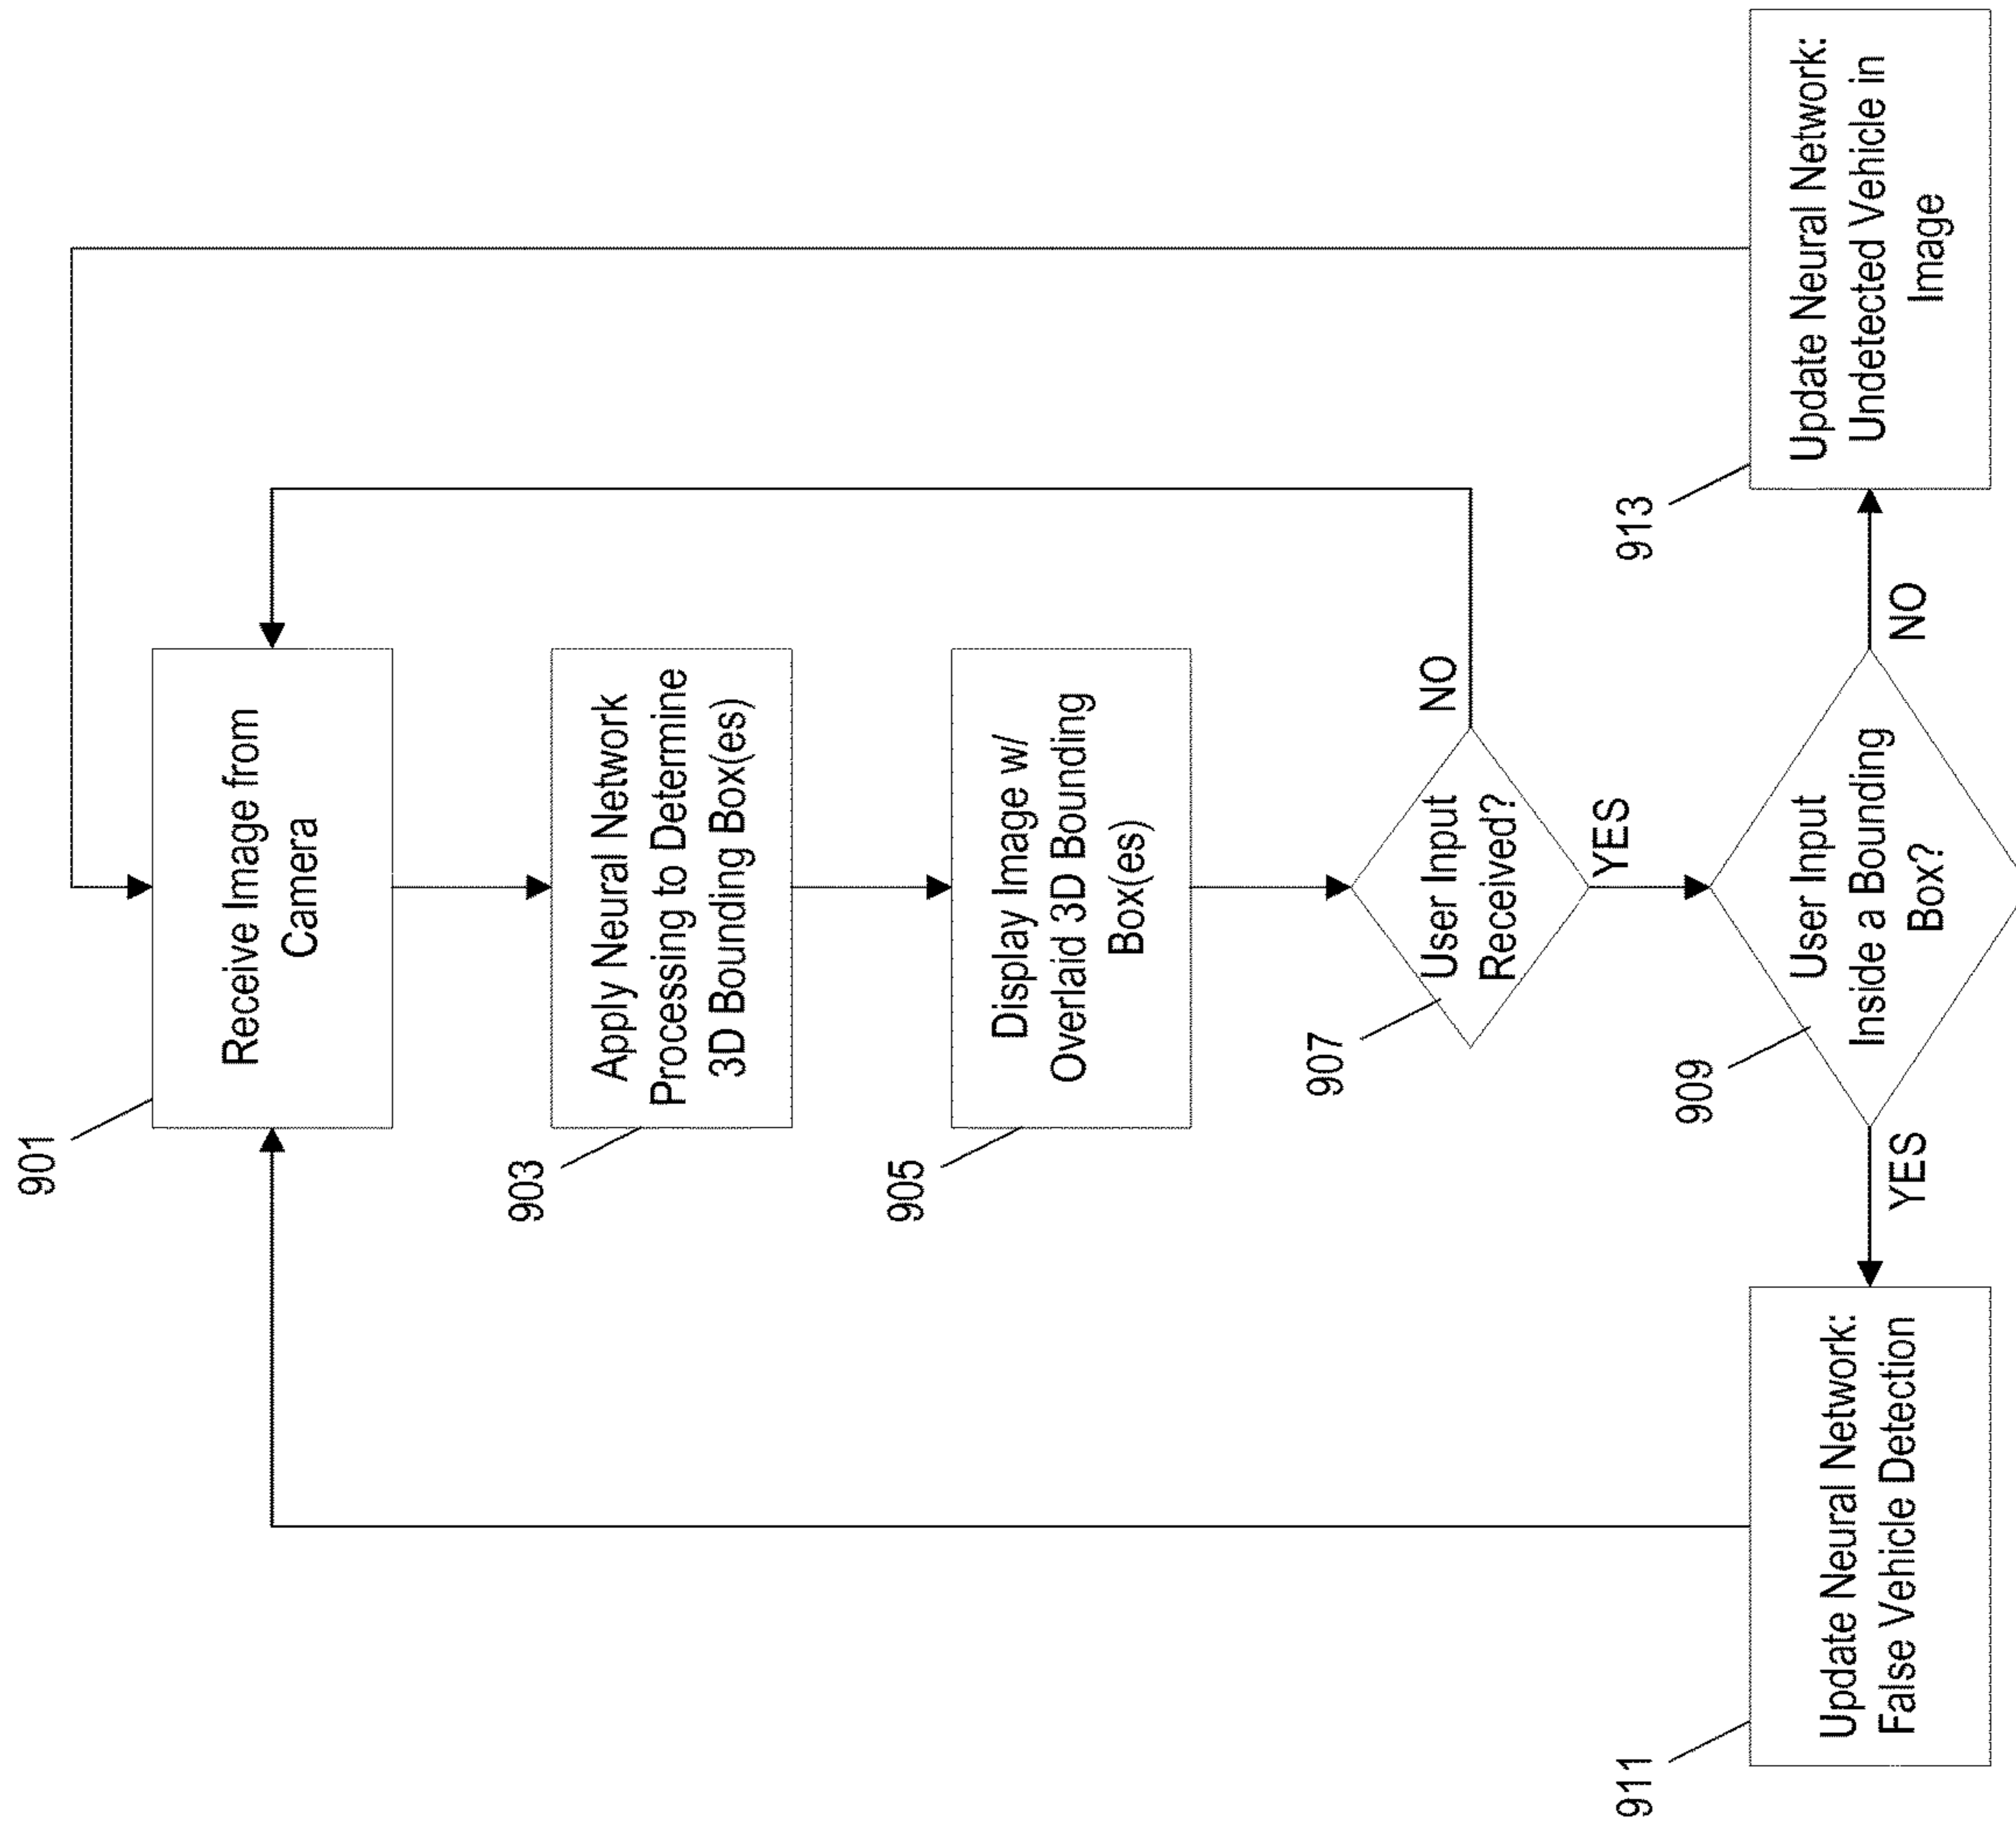 901
Receive Image from
Camera
903
Apply Neural Network
Processing to Determine
3D Bounding Box(es)
905
Display Image w/
Overlaid 3D Bounding
Box(es)
907
User Input
Received?
NO
YES
909
User Input
Inside a Bounding
Box?
YES
NO
911
Update Neural Network:
False Vehicle Detection
913
Update Neural Network:
Undetected Vehicle in
Image